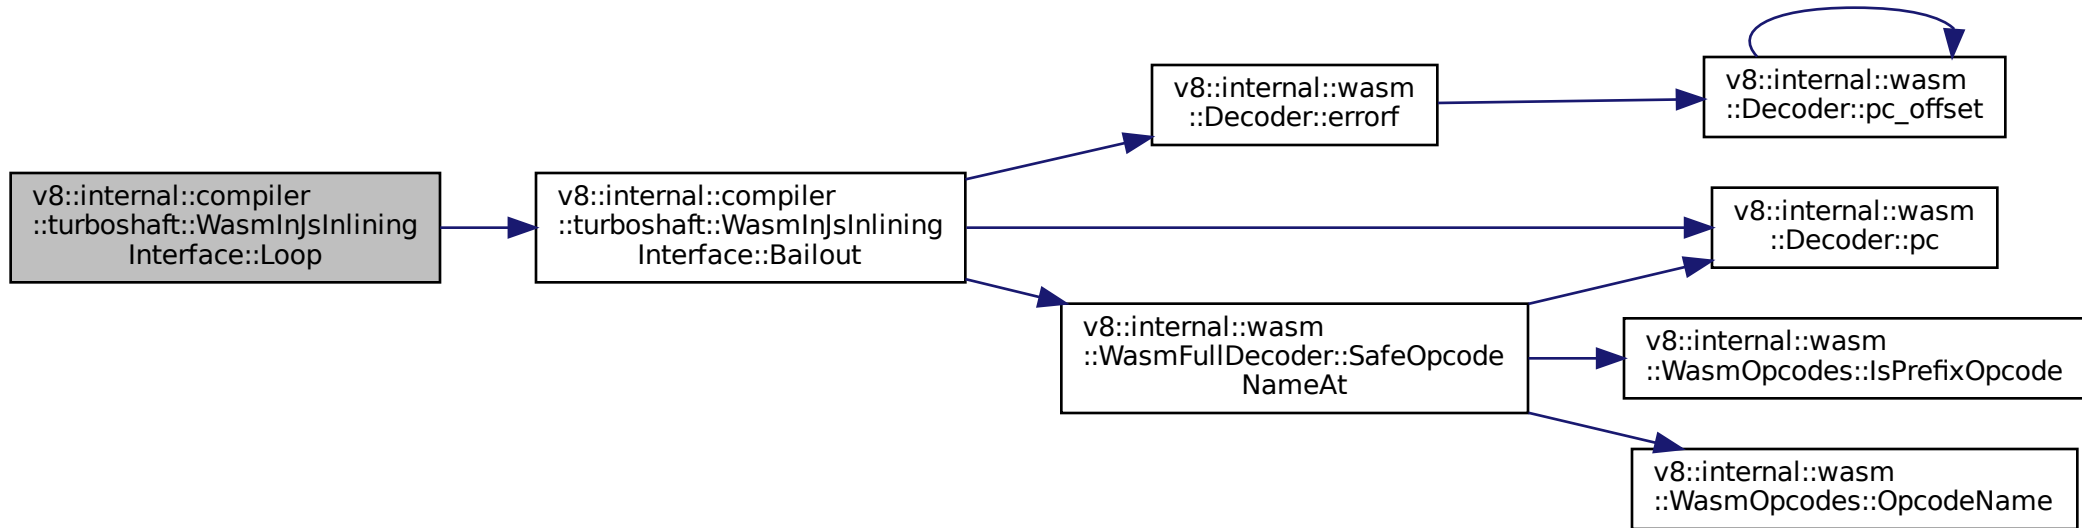 v8::internal::compiler
::turboshaft::WasmInJsInlining
Interface::Loop
v8::internal::compiler
::turboshaft::WasmInJsInlining
Interface::Bailout
v8::internal::wasm
::Decoder::errorf
v8::internal::wasm
::Decoder::pc_offset
v8::internal::wasm
::Decoder::pc
v8::internal::wasm
::WasmFullDecoder::SafeOpcode
NameAt
v8::internal::wasm
::WasmOpcodes::IsPrefixOpcode
v8::internal::wasm
::WasmOpcodes::OpcodeName